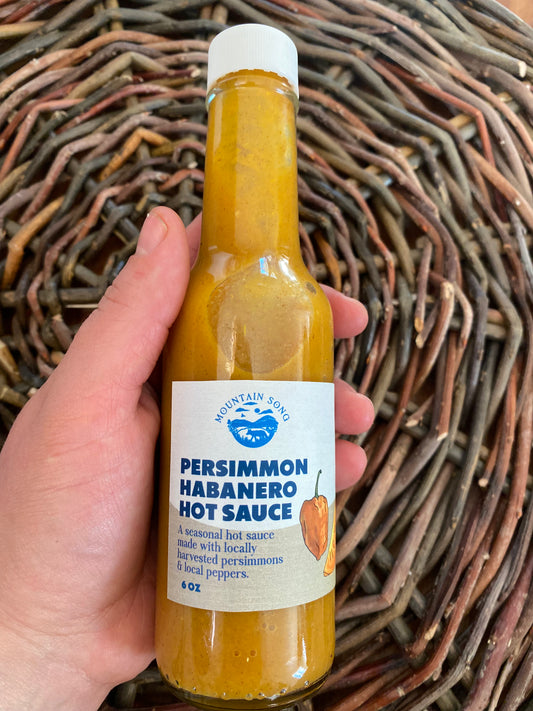 MOUNTAIN SONG
PERSIMMON
HABANERO
HOT SAUCE
A seasonal hot sauce
made with locally
harvested persimmons
& local peppers.
6 OZ